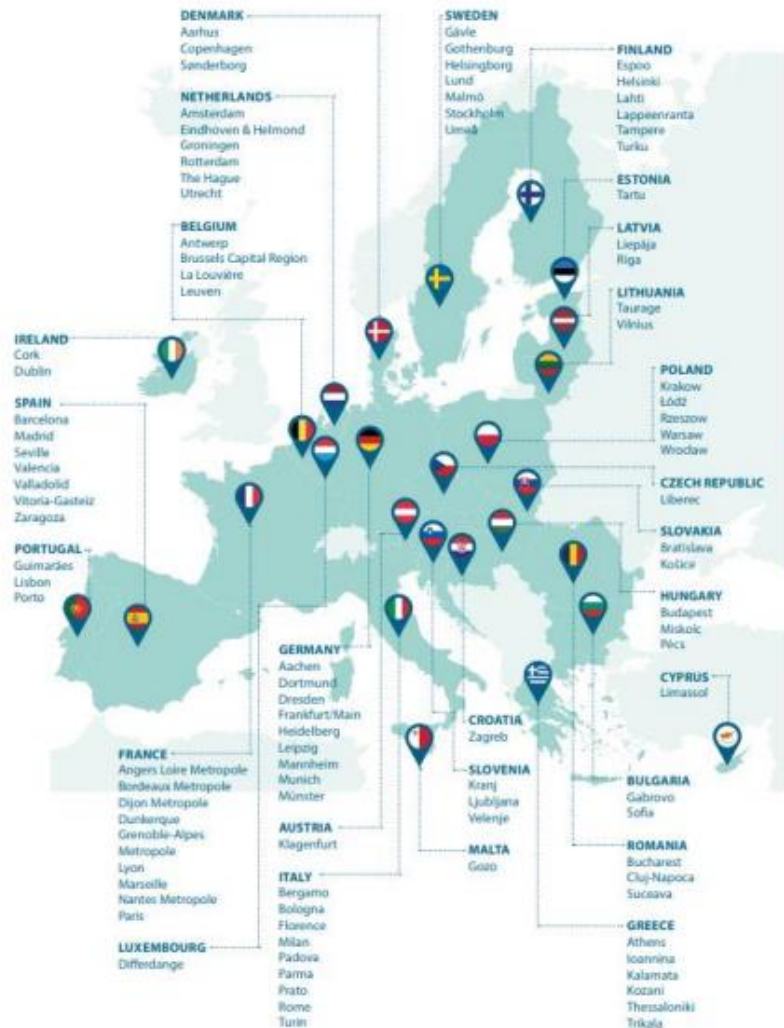 DENMARK
Aarhus
Copenhagen
Sønderborg
NETHERLANDS
Amsterdam
Eindhoven & Helmond
Groningen
Rotterdam
The Hague
Utrecht
BELGIUM
Antwerp
Brussels Capital Region
La Louvière
Leuven
SWEDEN
Gävle
Gothenburg
Helsingborg
Lund
Malmö
Stockholm
Umeå
FINLAND
Espoo
Helsinki
Lahti
Lappeenranta
Tampere
Turku
ESTONIA
Tartu
LATVIA
Liepāja
Riga
LITHUANIA
Taurage
Vilnius
IRELAND
Cork
Dublin
SPAIN
Barcelona
Madrid
Seville
Valencia
Valladolid
Vitoria-Gasteiz
Zaragoza
PORTUGAL
Guimarães
Lisbon
Porto
POLAND
Krakow
Łódź
Rzeszow
Warsaw
Wrocław
CZECH REPUBLIC
Liberec
SLOVAKIA
Bratislava
Košice
HUNGARY
Budapest
Miskolc
Pécs
CYPRUS
Limassol
GERMANY
Aachen
Dortmund
Dresden
Frankfurt/Main
Heidelberg
Leipzig
Mannheim
Munich
Münster
CROATIA
Zagreb
SLOVENIA
Kranj
Ljubljana
Velenje
MALTA
Gozo
FRANCE
Angers Loire Metropole
Bordeaux Metropole
Dijon Metropole
Dunkerque
Grenoble-Alpes
Metropole
Lyon
Marseille
Nantes Metropole
Paris
AUSTRIA
Klagenfurt
ITALY
Bergamo
Bologna
Florence
Milan
Padova
Parma
Prato
Rome
Turin
LUXEMBOURG
Differdange
BULGARIA
Gabrovo
Sofia
ROMANIA
Bucharest
Cluj-Napoca
Suceava
GREECE
Athens
Ioannina
Kalamata
Kozani
Thessaloniki
Trikala